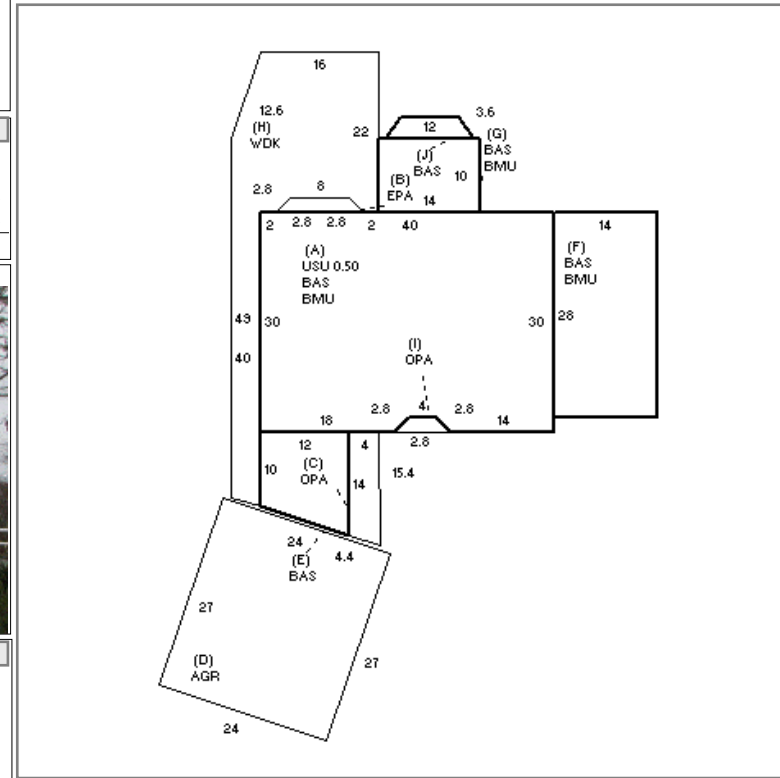 16
12.6
(H)
WDK
22
12
3.6
(G)
BAS
BMU
(J)
BAS
10
(B)
EPA
14
2.8
8
2
2.8
2.8
2
40
14
(A)
USU 0.50
BAS
BMU
(F)
BAS
BMU
49
30
30
28
40
(I)
OPA
2.8
4
2.8
18
14
2.8
12
4
(C)
OPA
10
14
15.4
24
4.4
(E)
BAS
27
27
(D)
AGR
24